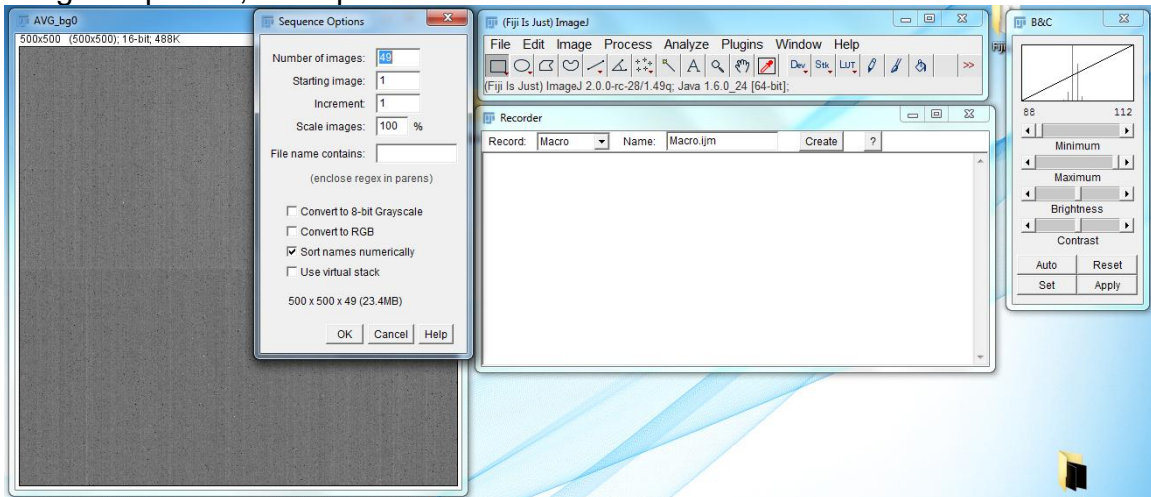 AVG_bg0
500x500 (500x500); 16-bit; 488K
Sequence Options
Number of images: 49
Starting image: 1
Increment: 1
Scale images: 100 %
File name contains:
(enclose regex in parens)
Convert to 8-bit Grayscale
Convert to RGB
Sort names numerically
Use virtual stack
500 x 500 x 49 (23.4MB)
OK Cancel Help
(Fiji Is Just) ImageJ
File Edit Image Process Analyze Plugins Window Help
A Dev Stk LUT >>
(Fiji Is Just) ImageJ 2.0.0-rc-28/1.49q; Java 1.6.0_24 [64-bit];
Recorder
Record: Macro Name: Macro.ijm Create ?
B&C
88 112
Minimum
Maximum
Brightness
Contrast
Auto Reset
Set Apply